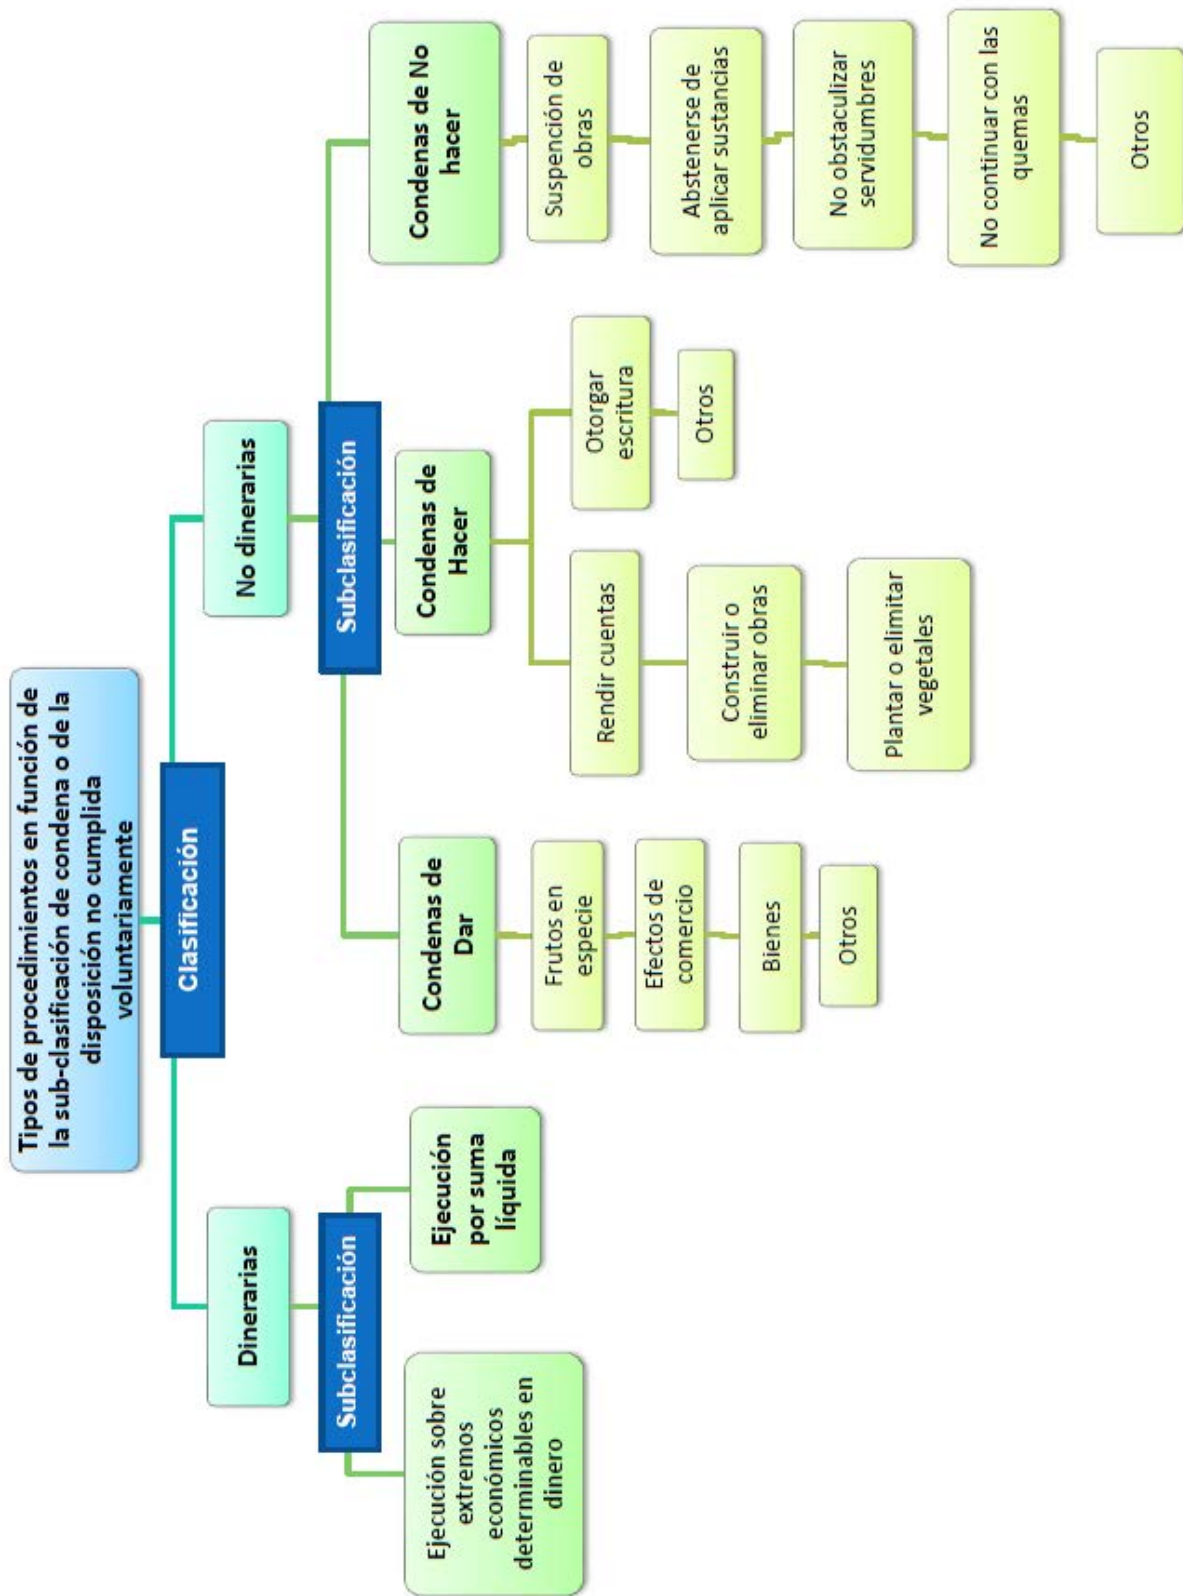 Tipos de procedimientos en función de
la sub-clasificación de condena o de la
disposición no cumplida
voluntariamente
Clasificación
Dinerarias
Subclasificación
Ejecución sobre
extremos
económicos
determinables en
dinero
Ejecución
por suma
líquida
No dinerarias
Subclasificación
Condenas de
Dar
Frutos en
especie
Efectos de
comercio
Bienes
Otros
Condenas de
Hacer
Rendir cuentas
Construir o
eliminar obras
Plantar o elimitar
vegetales
Otorgar
escritura
Otros
Condenas de No
hacer
Suspención de
obras
Abstenerse de
aplicar sustancias
No obstaculizar
servidumbres
No continuar con las
quemas
Otros